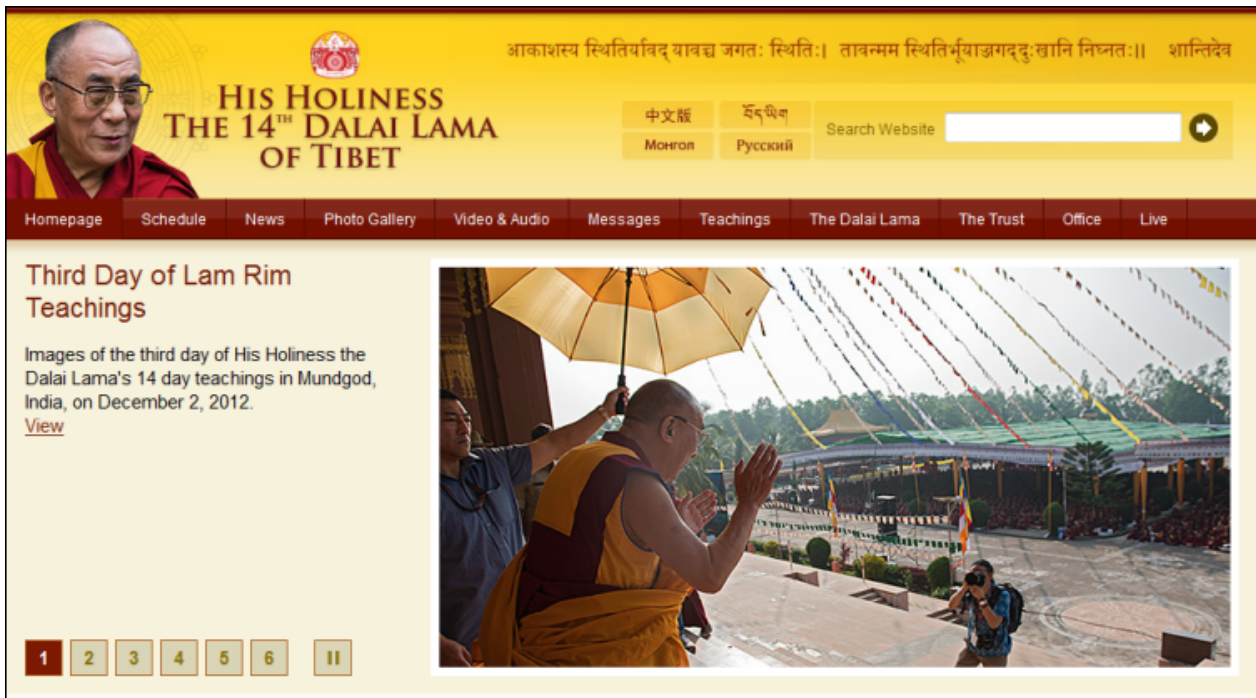 आकाशस्य स्थितिर्यावद् यावच्च जगतः स्थितिः। तावन्मम स्थितिर्भूयाज्जगद्दुःखानि निघ्नतः॥ शान्तिदेव
HIS HOLINESS
THE 14TH DALAI LAMA
OF TIBET
中文版 བོད་ཡིག
Монгол Русский
Search Website
Homepage Schedule News Photo Gallery Video & Audio Messages Teachings The Dalai Lama The Trust Office Live
Third Day of Lam Rim
Teachings
Images of the third day of His Holiness the
Dalai Lama's 14 day teachings in Mundgod,
India, on December 2, 2012.
View
1 2 3 4 5 6